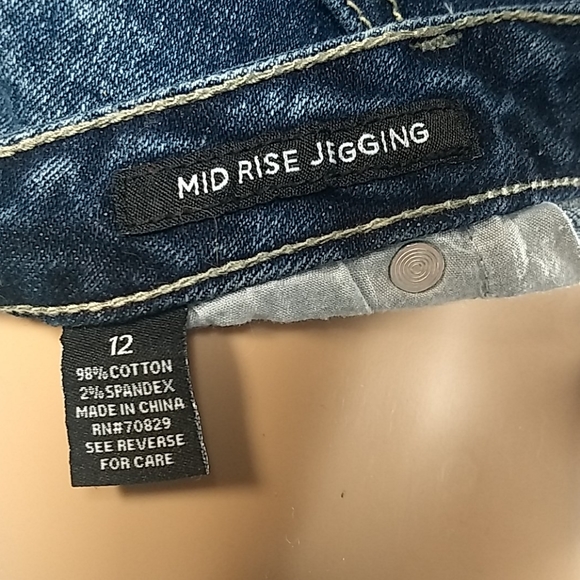 MID RISE JEGGING
12
98% COTTON
2% SPANDEX
MADE IN CHINA
RN#70829
SEE REVERSE
FOR CARE